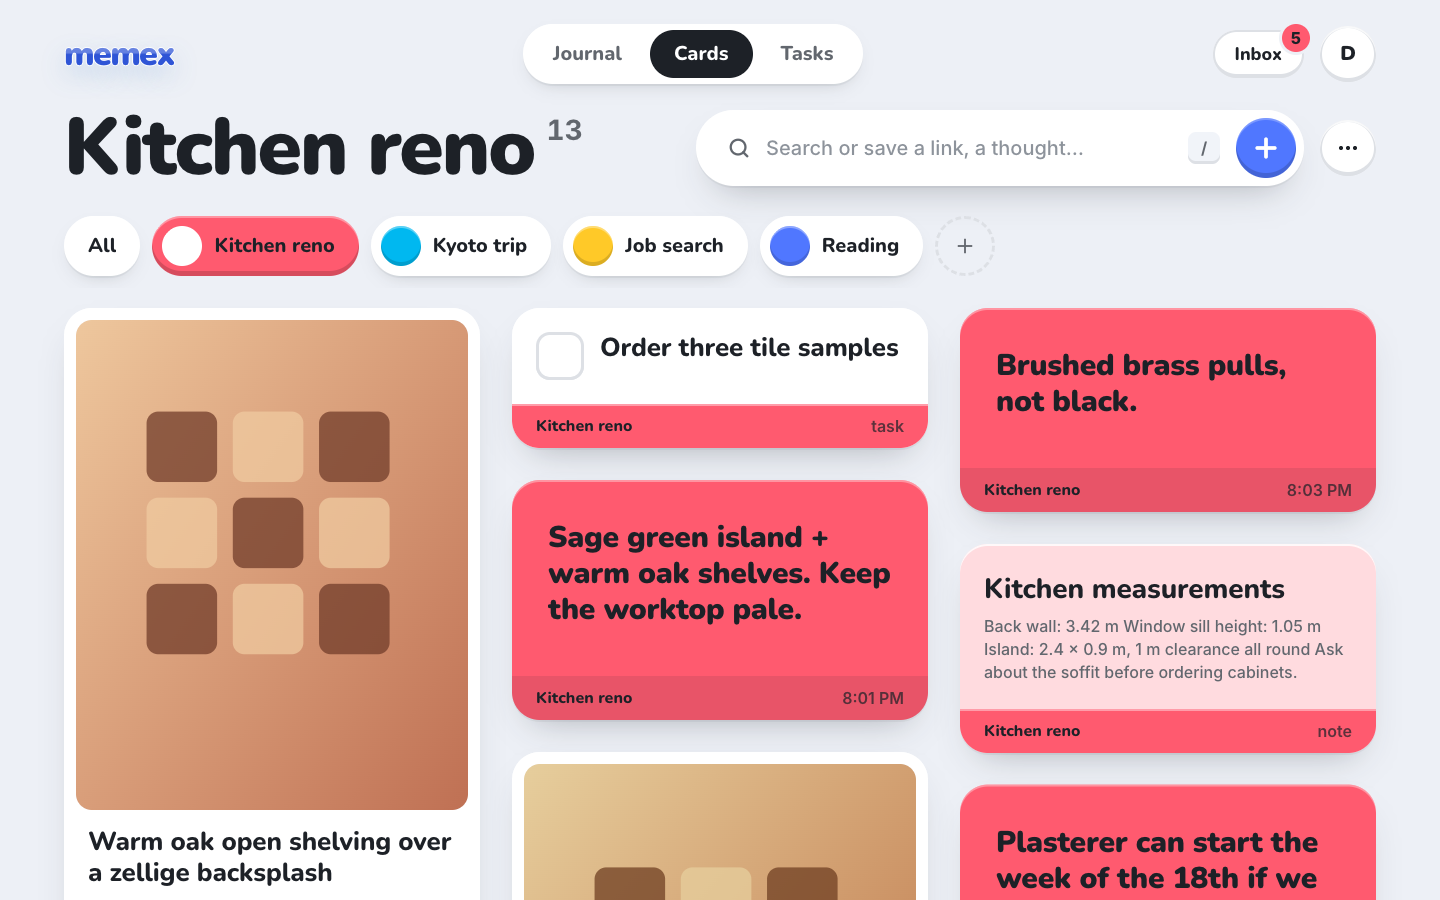 memex
Journal
Cards
Tasks
Inbox
5
D
Kitchen reno
13
Search or save a link, a thought...
/
All
Kitchen reno
Kyoto trip
Job search
Reading
Warm oak open shelving over
a zellige backsplash
Order three tile samples
Kitchen reno
task
Sage green island +
warm oak shelves. Keep
the worktop pale.
Kitchen reno
8:01 PM
Brushed brass pulls,
not black.
Kitchen reno
8:03 PM
Kitchen measurements
Back wall: 3.42 m Window sill height: 1.05 m
Island: 2.4 × 0.9 m, 1 m clearance all round Ask
about the soffit before ordering cabinets.
Kitchen reno
note
Plasterer can start the
week of the 18th if we